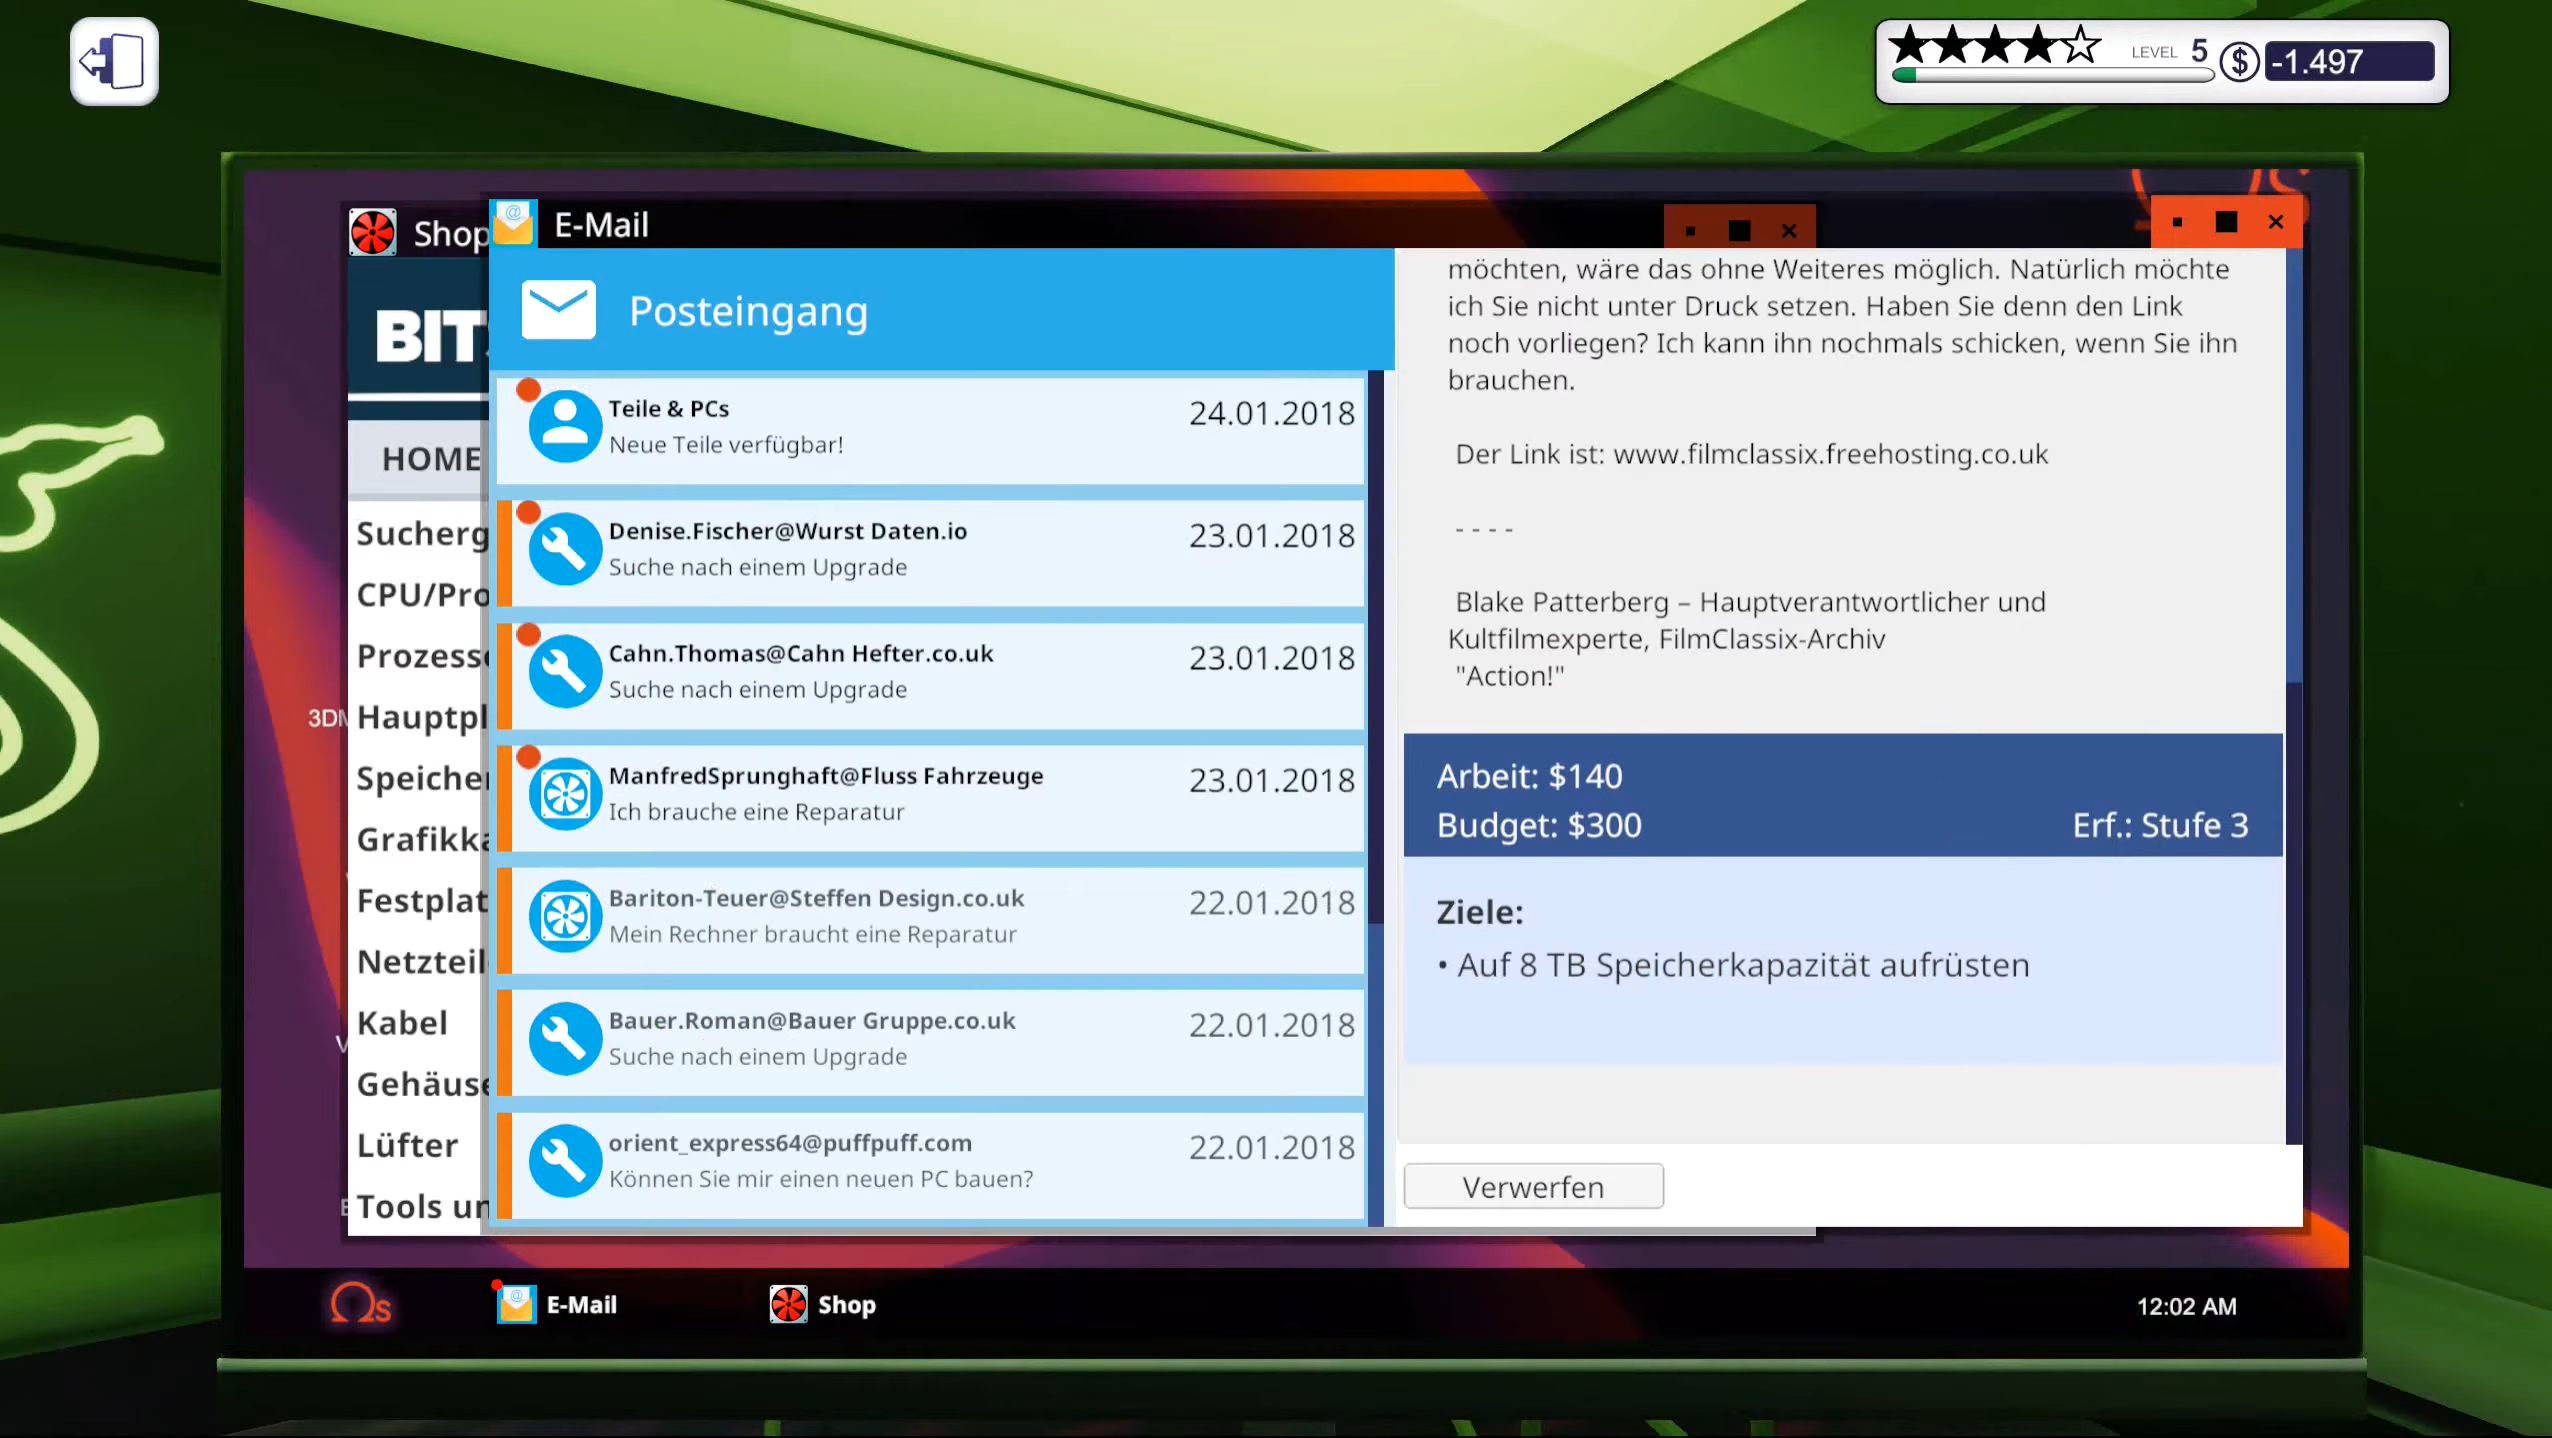 LEVEL 5
-1.497
Shop
E-Mail
BIT
Posteingang
HOME
Sucherg
CPU/Pro
Prozess
Hauptpl
Speicher
Grafikka
Festplat
Netzteil
Kabel
Gehäuse
Lüfter
Tools un
3DM
Teile & PCs
24.01.2018
Neue Teile verfügbar!
Denise.Fischer@Wurst Daten.io
23.01.2018
Suche nach einem Upgrade
Cahn.Thomas@Cahn Hefter.co.uk
23.01.2018
Suche nach einem Upgrade
ManfredSprunghaft@Fluss Fahrzeuge
23.01.2018
Ich brauche eine Reparatur
Bariton-Teuer@Steffen Design.co.uk
22.01.2018
Mein Rechner braucht eine Reparatur
Bauer.Roman@Bauer Gruppe.co.uk
22.01.2018
Suche nach einem Upgrade
orient_express64@puffpuff.com
22.01.2018
Können Sie mir einen neuen PC bauen?
möchten, wäre das ohne Weiteres möglich. Natürlich möchte
ich Sie nicht unter Druck setzen. Haben Sie denn den Link
noch vorliegen? Ich kann ihn nochmals schicken, wenn Sie ihn
brauchen.
Der Link ist: www.filmclassix.freehosting.co.uk
- - - -
Blake Patterberg – Hauptverantwortlicher und
Kultfilmexperte, FilmClassix-Archiv
"Action!"
Arbeit: $140
Budget: $300
Erf.: Stufe 3
Ziele:
• Auf 8 TB Speicherkapazität aufrüsten
Verwerfen
Ωs
E-Mail
Shop
12:02 AM